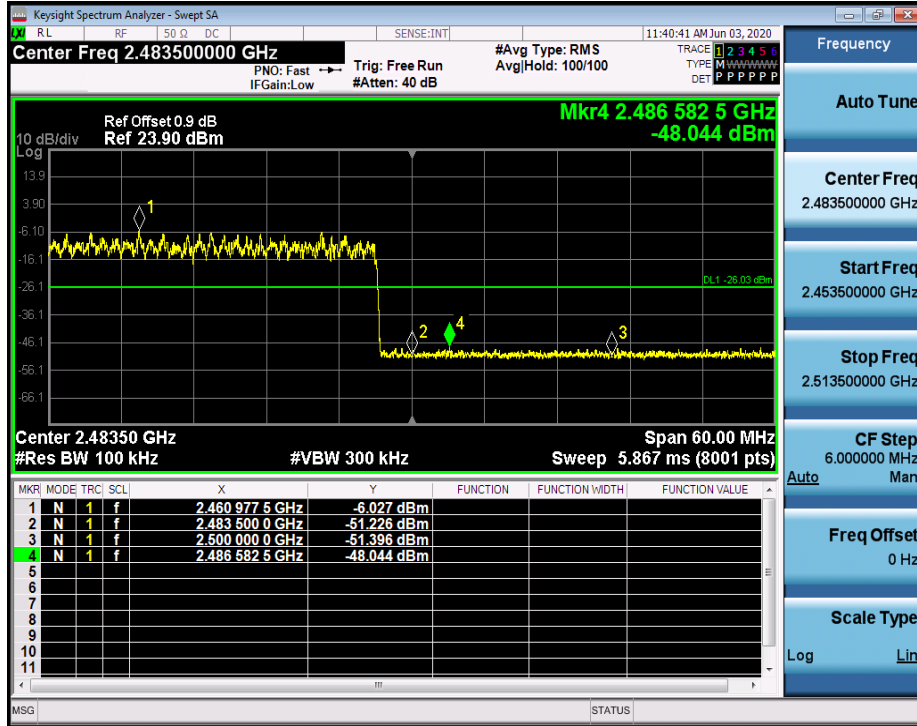 Keysight Spectrum Analyzer - Swept SA
LXI RL RF 50 Ω DC SENSE:INT 11:40:41 AM Jun 03, 2020
Center Freq 2.483500000 GHz
PNO: Fast
IFGain:Low
Trig: Free Run
#Atten: 40 dB
#Avg Type: RMS
Avg|Hold: 100/100
TRACE 1 2 3 4 5 6
TYPE M WWWWW
DET P P P P P P
Frequency
Auto Tune
Center Freq
2.483500000 GHz
Start Freq
2.453500000 GHz
Stop Freq
2.513500000 GHz
CF Step
6.000000 MHz
Auto Man
Freq Offset
0 Hz
Scale Type
Log Lin
Mkr4 2.486 582 5 GHz
-48.044 dBm
Ref Offset 0.9 dB
10 dB/div Ref 23.90 dBm
Log
13.9
3.90
-6.10
-16.1
-26.1
-36.1
-46.1
-56.1
-66.1
1
DL1 -26.03 dBm
2
4
3
Center 2.48350 GHz Span 60.00 MHz
#Res BW 100 kHz #VBW 300 kHz Sweep 5.867 ms (8001 pts)
MKR MODE TRC SCL X Y FUNCTION FUNCTION WIDTH FUNCTION VALUE
1 N 1 f 2.460 977 5 GHz -6.027 dBm
2 N 1 f 2.483 500 0 GHz -51.226 dBm
3 N 1 f 2.500 000 0 GHz -51.396 dBm
4 N 1 f 2.486 582 5 GHz -48.044 dBm
5
6
7
8
9
10
11
MSG STATUS